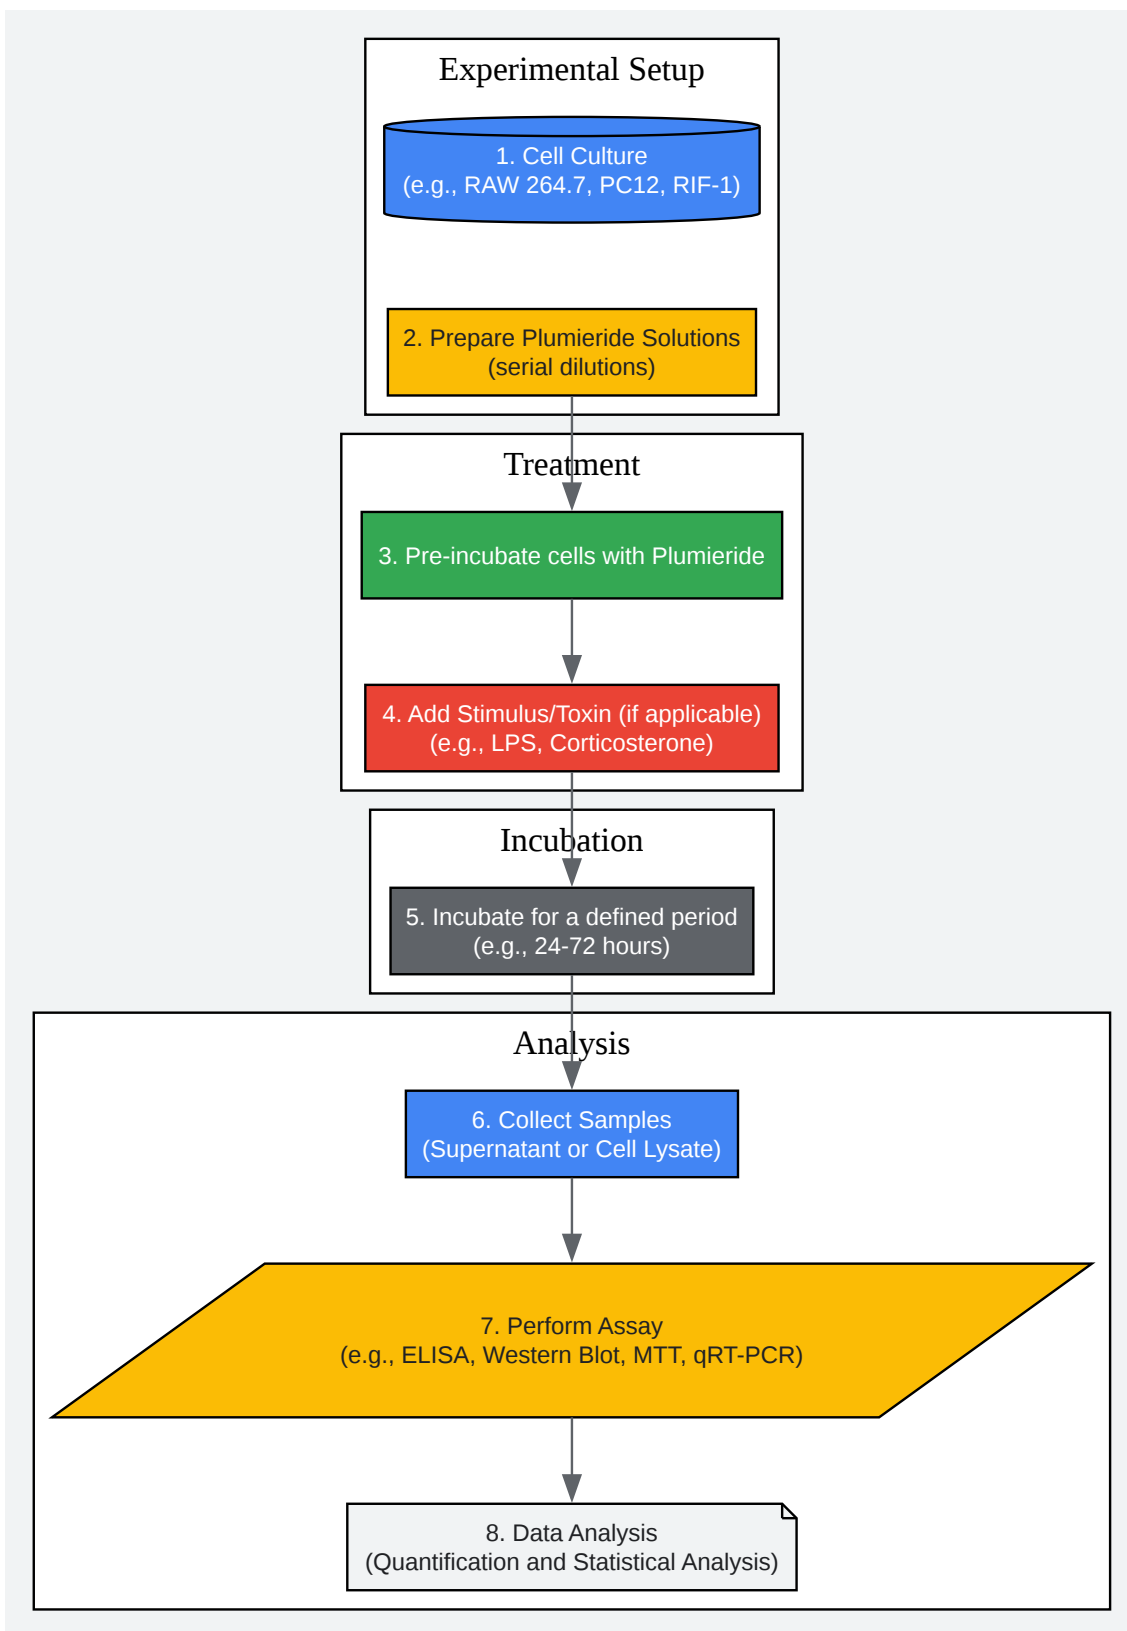 Experimental Setup
1. Cell Culture
(e.g., RAW 264.7, PC12, RIF-1)
2. Prepare Plumieride Solutions
(serial dilutions)
Treatment
3. Pre-incubate cells with Plumieride
4. Add Stimulus/Toxin (if applicable)
(e.g., LPS, Corticosterone)
Incubation
5. Incubate for a defined period
(e.g., 24-72 hours)
Analysis
6. Collect Samples
(Supernatant or Cell Lysate)
7. Perform Assay
(e.g., ELISA, Western Blot, MTT, qRT-PCR)
8. Data Analysis
(Quantification and Statistical Analysis)